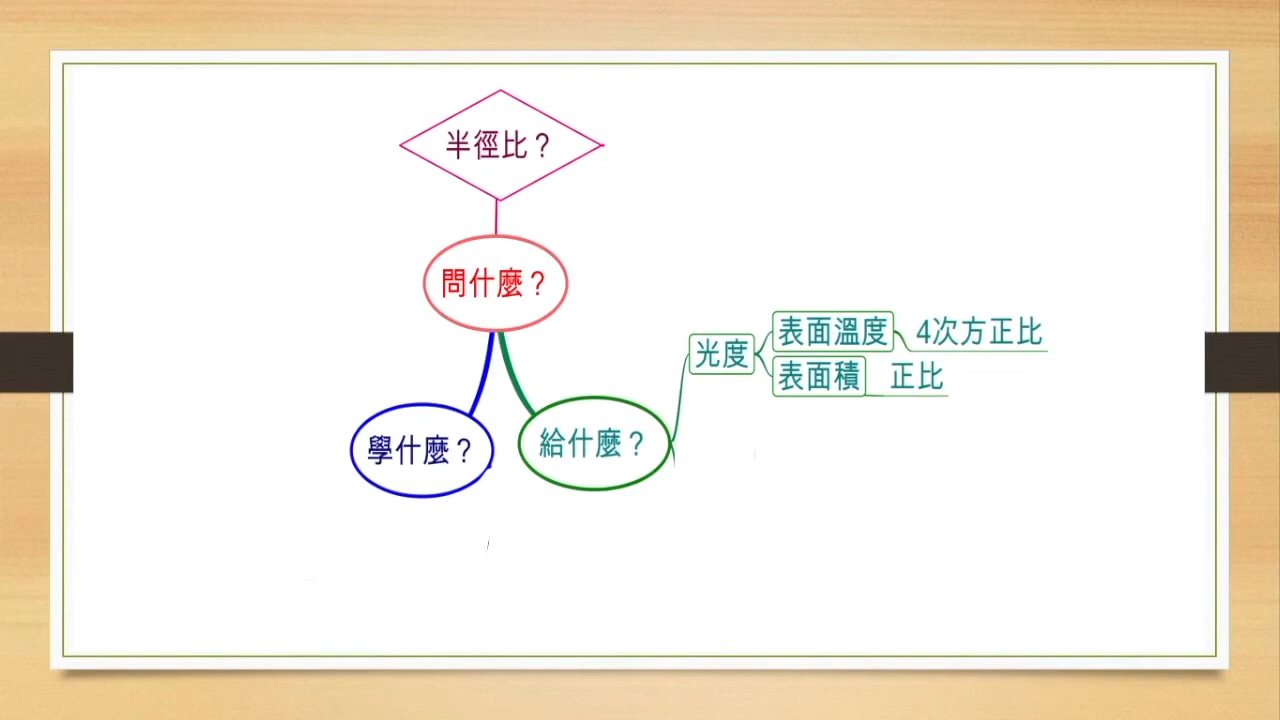 半徑比？
問什麼？
學什麼？
給什麼？
光度
表面溫度
4次方正比
表面積
正比